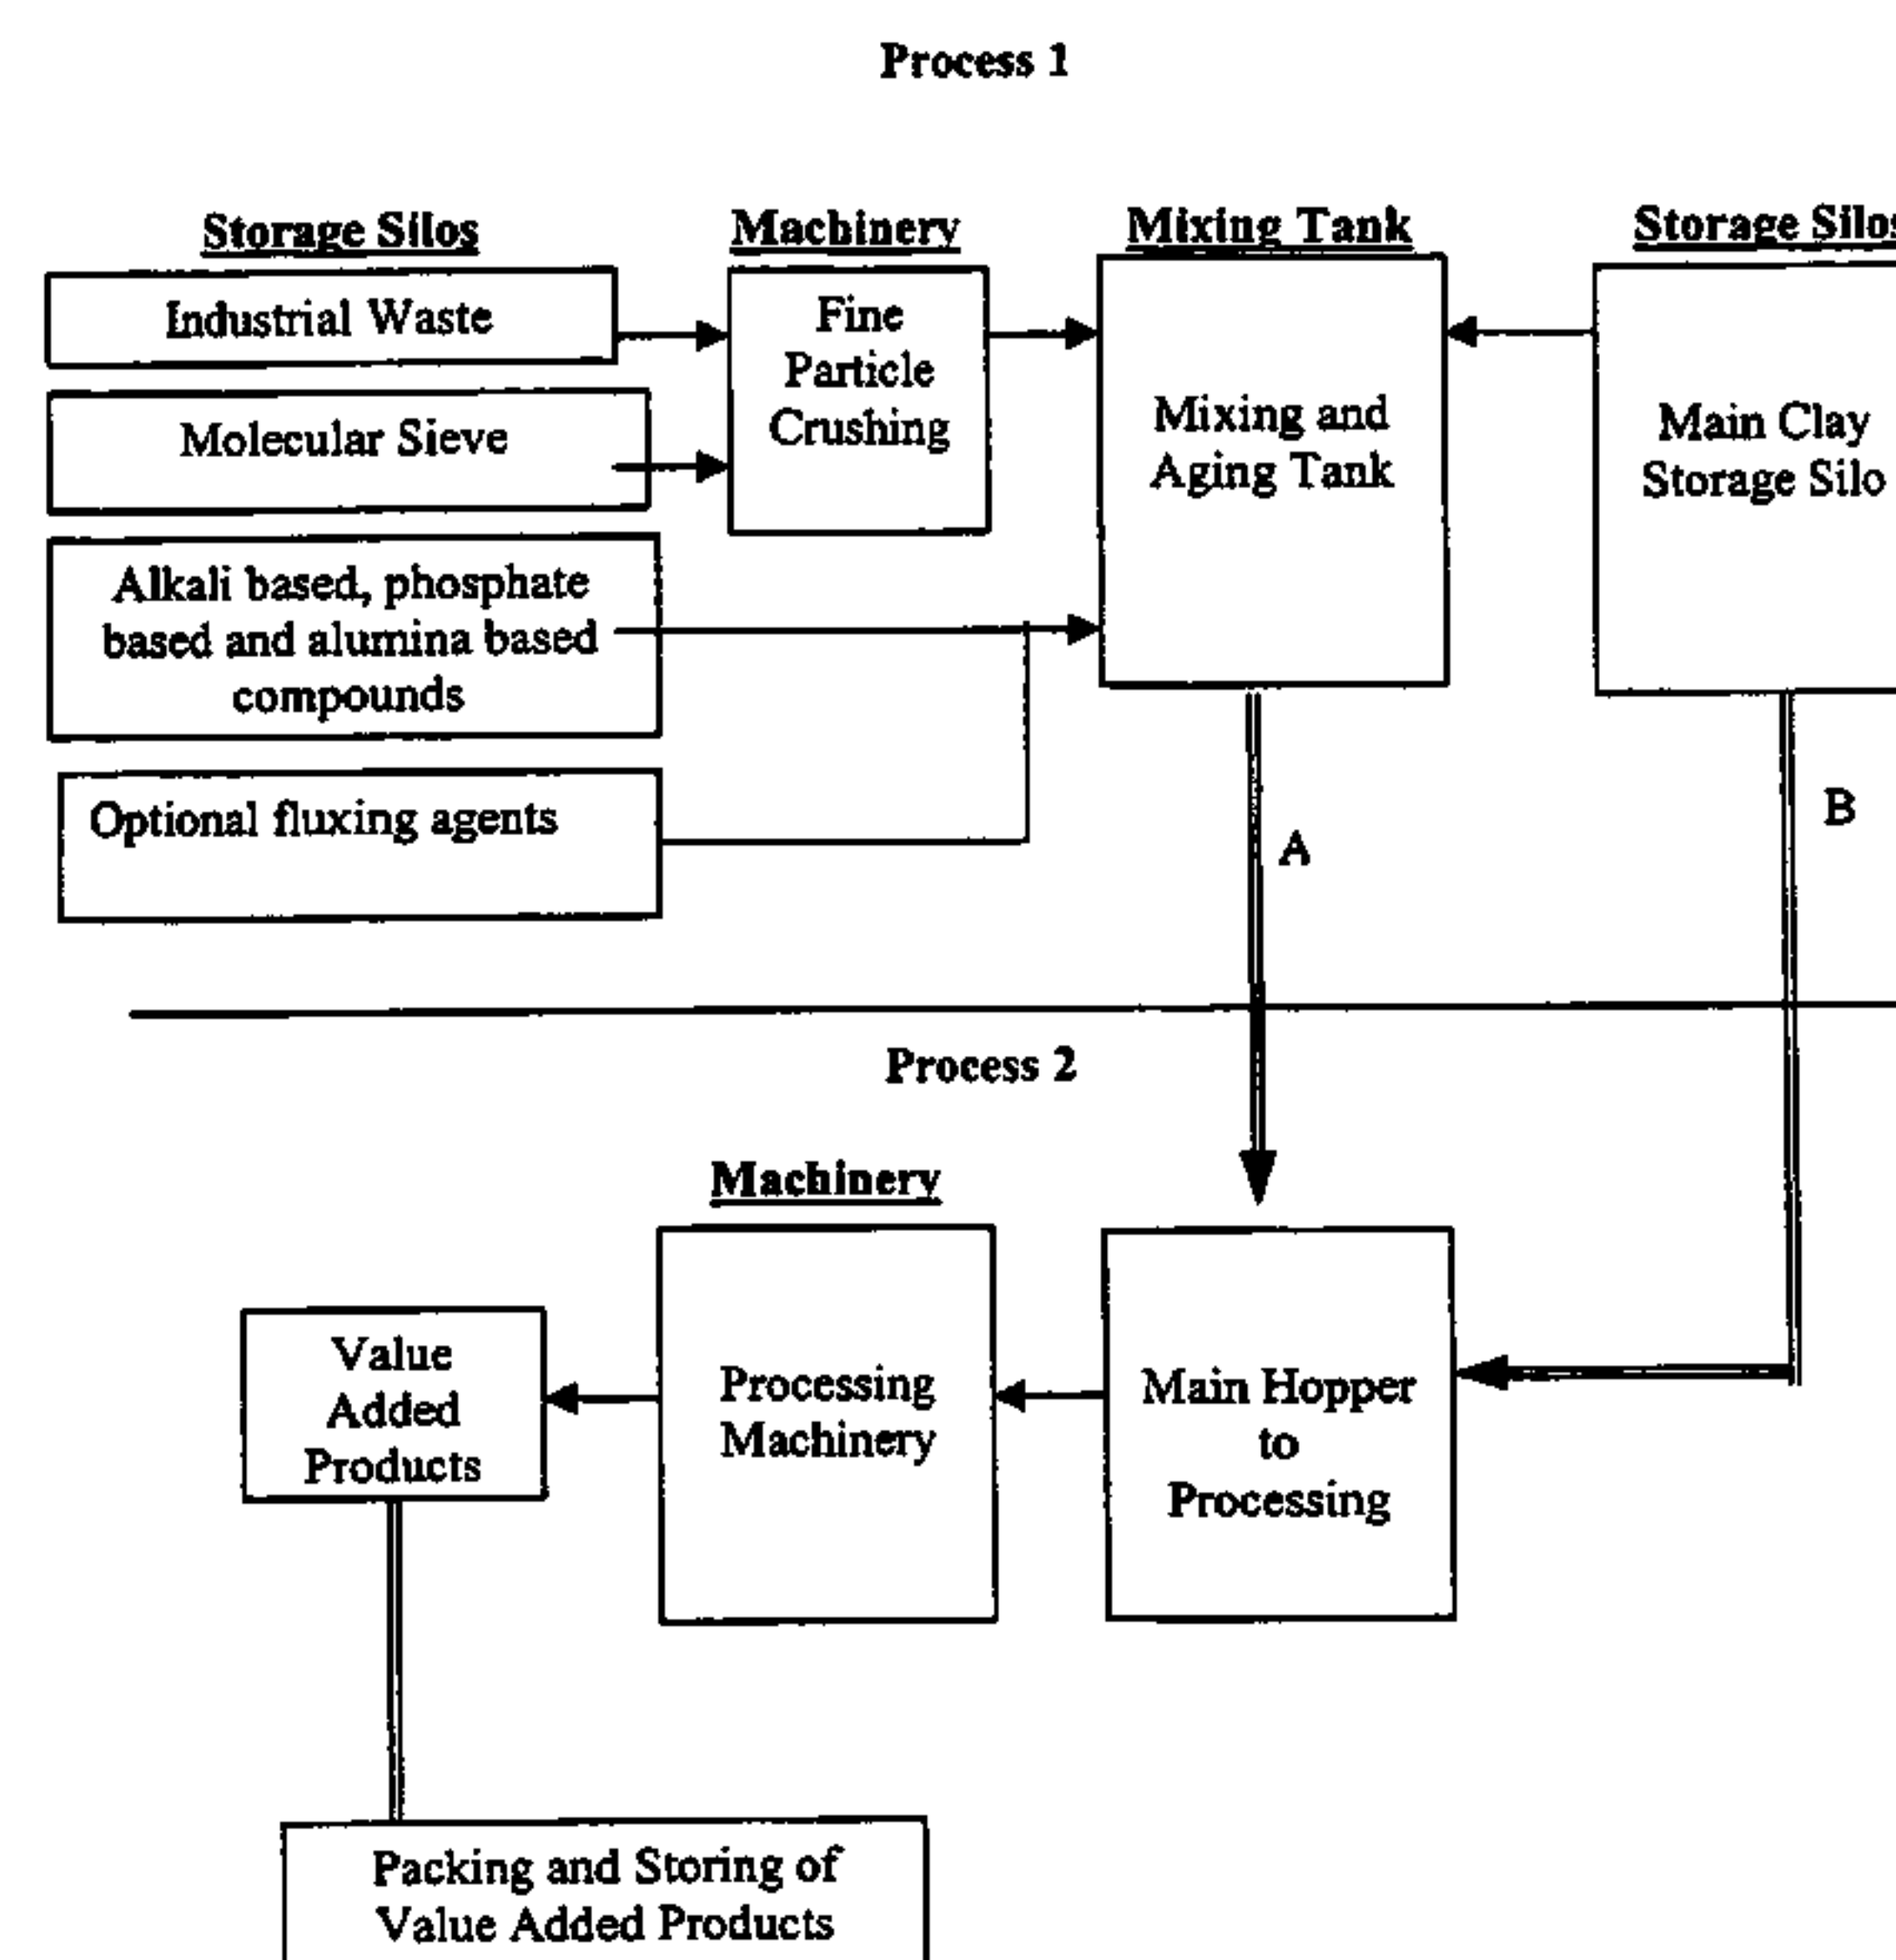 Process 1
Storage Silos
Machinery
Mixing Tank
Storage Silos
Industrial Waste
Molecular Sieve
Alkali based, phosphate
based and alumina based
compounds
Optional fluxing agents
Fine
Particle
Crushing
Mixing and
Aging Tank
Main Clay
Storage Silo
A
B
Process 2
Machinery
Value
Added
Products
Processing
Machinery
Main Hopper
to
Processing
Packing and Storing of
Value Added Products